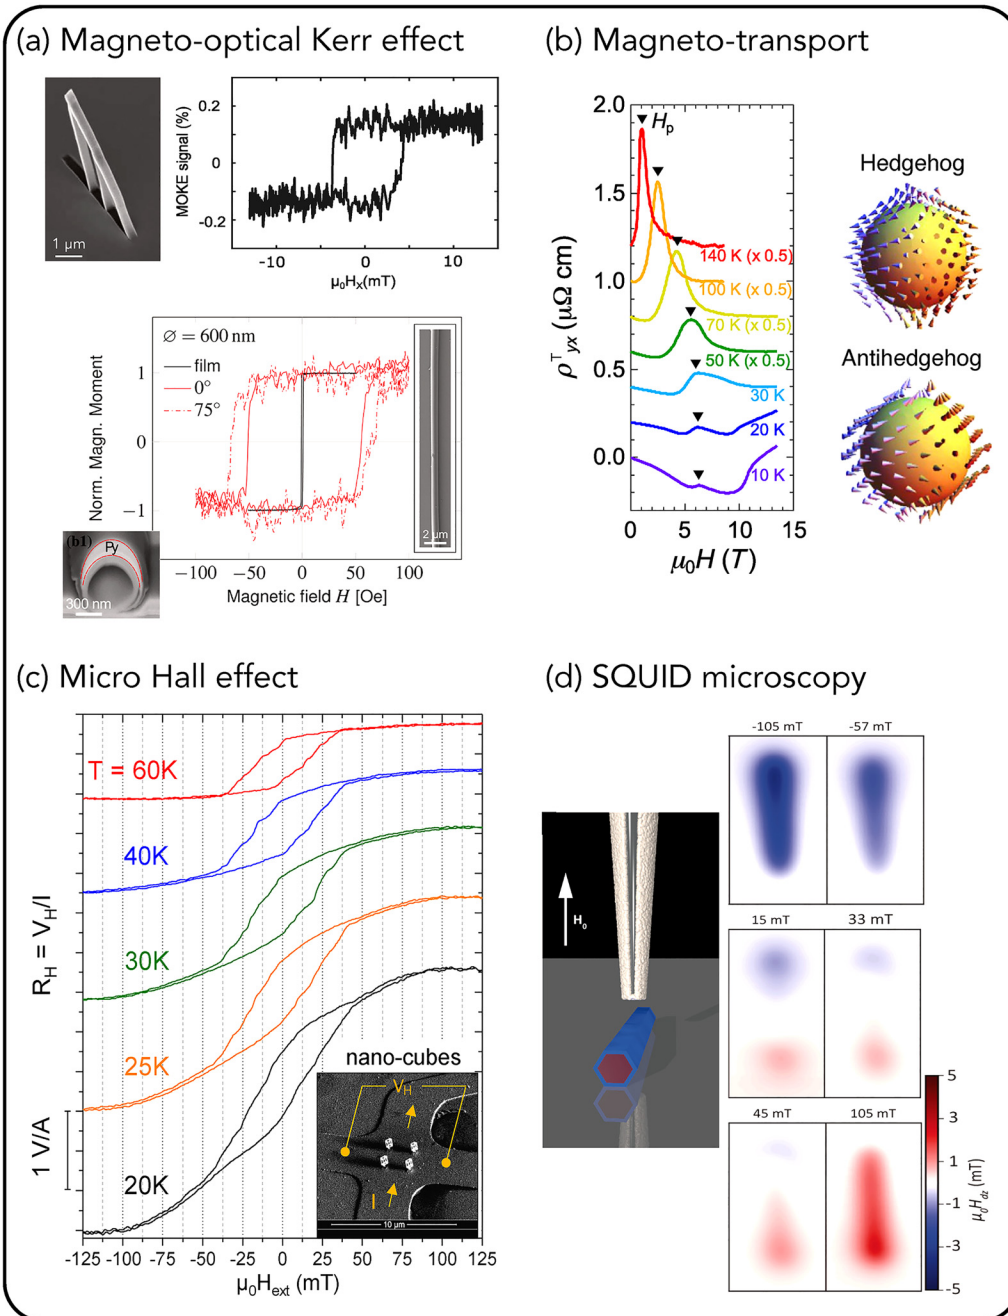 (a) Magneto-optical Kerr effect
1 µm
MOKE signal (%)
0.2
0
-0.2
-10
0
10
µ₀Hₓ(mT)
Norm. Magn. Moment
1
0
−1
∅ = 600 nm
film
0°
75°
2 µm
(b1)
Py
300 nm
−100
−50
0
50
100
Magnetic field H [Oe]
(b) Magneto-transport
ρᵀyx (µΩ cm)
2.0
1.5
1.0
0.5
0.0
Hp
140 K (x 0.5)
100 K (x 0.5)
70 K (x 0.5)
50 K (x 0.5)
30 K
20 K
10 K
0
5
10
15
µ₀H (T)
Hedgehog
Antihedgehog
(c) Micro Hall effect
R_H = V_H/I
1 V/A
T = 60K
40K
30K
25K
20K
nano-cubes
V_H
I
10 µm
-125
-100
-75
-50
-25
0
25
50
75
100
125
µ₀Hext (mT)
(d) SQUID microscopy
H₀
-105 mT
-57 mT
15 mT
33 mT
45 mT
105 mT
5
3
1
-1
-3
-5
µ₀Hdz (mT)